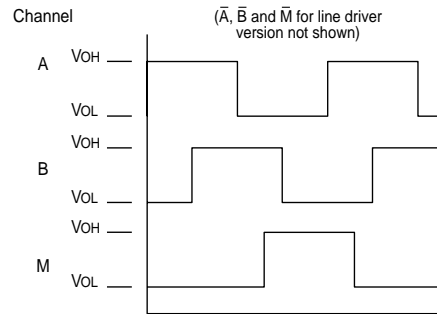 Channel
(A̅, B̅ and M̅ for line driver
version not shown)
VOH
A
VOL
VOH
B
VOL
VOH
M
VOL